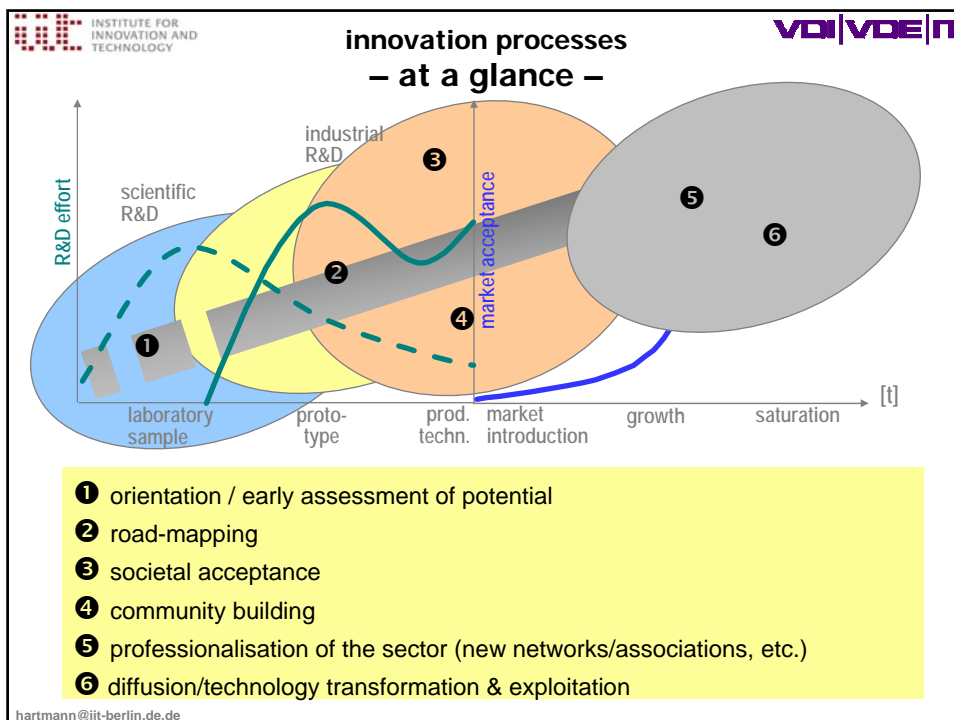 iit INSTITUTE FOR
INNOVATION AND
TECHNOLOGY
VDI|VDE|IT
innovation processes
– at a glance –
R&D effort
scientific
R&D
industrial
R&D
market acceptance
❶
❷
❸
❹
❺
❻
[t]
laboratory
sample
proto-
type
prod.
techn.
market
introduction
growth
saturation
❶ orientation / early assessment of potential
❷ road-mapping
❸ societal acceptance
❹ community building
❺ professionalisation of the sector (new networks/associations, etc.)
❻ diffusion/technology transformation & exploitation
hartmann@iit-berlin.de.de